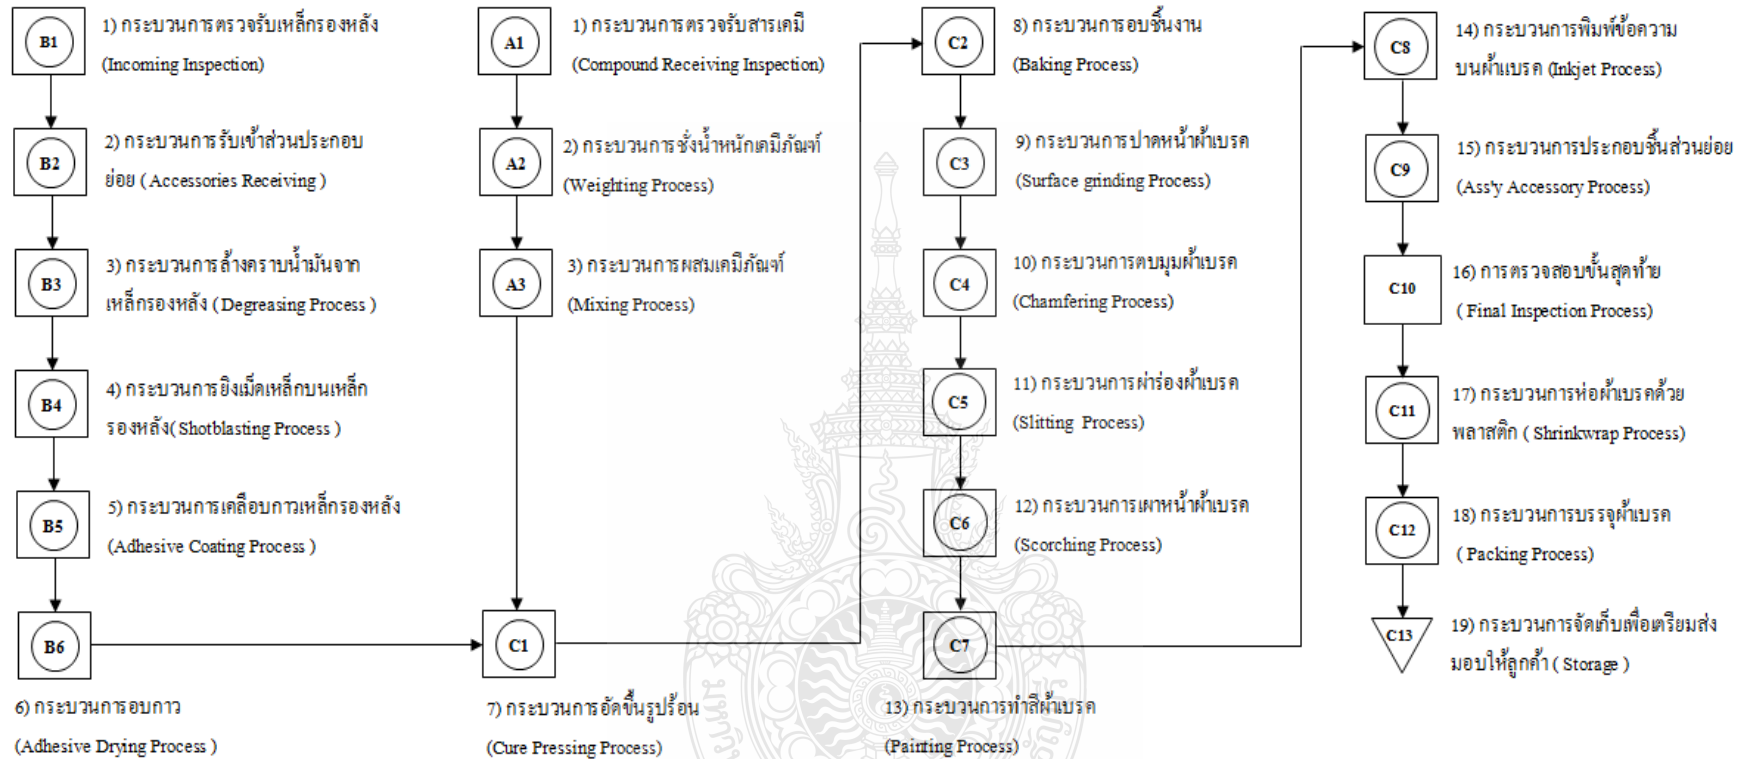 B1
1) กระบวนการตรวจรับเหล็กรองหลัง
(Incoming Inspection)
B2
2) กระบวนการรับเข้าส่วนประกอบ
ย่อย ( Accessories Receiving )
B3
3) กระบวนการล้างคราบน้ำมันจาก
เหล็กรองหลัง ( Degreasing Process )
B4
4) กระบวนการยิงเม็ดเหล็กบนเหล็ก
รองหลัง( Shotblasting Process )
B5
5) กระบวนการเคลือบกาวเหล็กรองหลัง
(Adhesive Coating Process )
B6
6) กระบวนการอบกาว
(Adhesive Drying Process )
A1
1) กระบวนการตรวจรับสารเคมี
(Compound Receiving Inspection)
A2
2) กระบวนการชั่งน้ำหนักเคมีภัณฑ์
(Weighting Process)
A3
3) กระบวนการผสมเคมีภัณฑ์
(Mixing Process)
C1
7) กระบวนการอัดขึ้นรูปร้อน
(Cure Pressing Process)
C2
8) กระบวนการอบชิ้นงาน
(Baking Process)
C3
9) กระบวนการปาดหน้าผ้าเบรค
(Surface grinding Process)
C4
10) กระบวนการตบมุมผ้าเบรค
(Chamfering Process)
C5
11) กระบวนการผ่าร่องผ้าเบรค
(Slitting Process)
C6
12) กระบวนการเผาหน้าผ้าเบรค
(Scorching Process)
C7
13) กระบวนการทำสีผ้าเบรค
(Painting Process)
C8
14) กระบวนการพิมพ์ข้อความ
บนผ้าแบรค (Inkjet Process)
C9
15) กระบวนการประกอบชิ้นส่วนย่อย
(Ass'y Accessory Process)
C10
16) การตรวจสอบขั้นสุดท้าย
( Final Inspection Process)
C11
17) กระบวนการห่อผ้าเบรคด้วย
พลาสติก ( Shrinkwrap Process)
C12
18) กระบวนการบรรจุผ้าเบรค
( Packing Process)
C13
19) กระบวนการจัดเก็บเพื่อเตรียมส่ง
มอบให้ลูกค้า ( Storage )